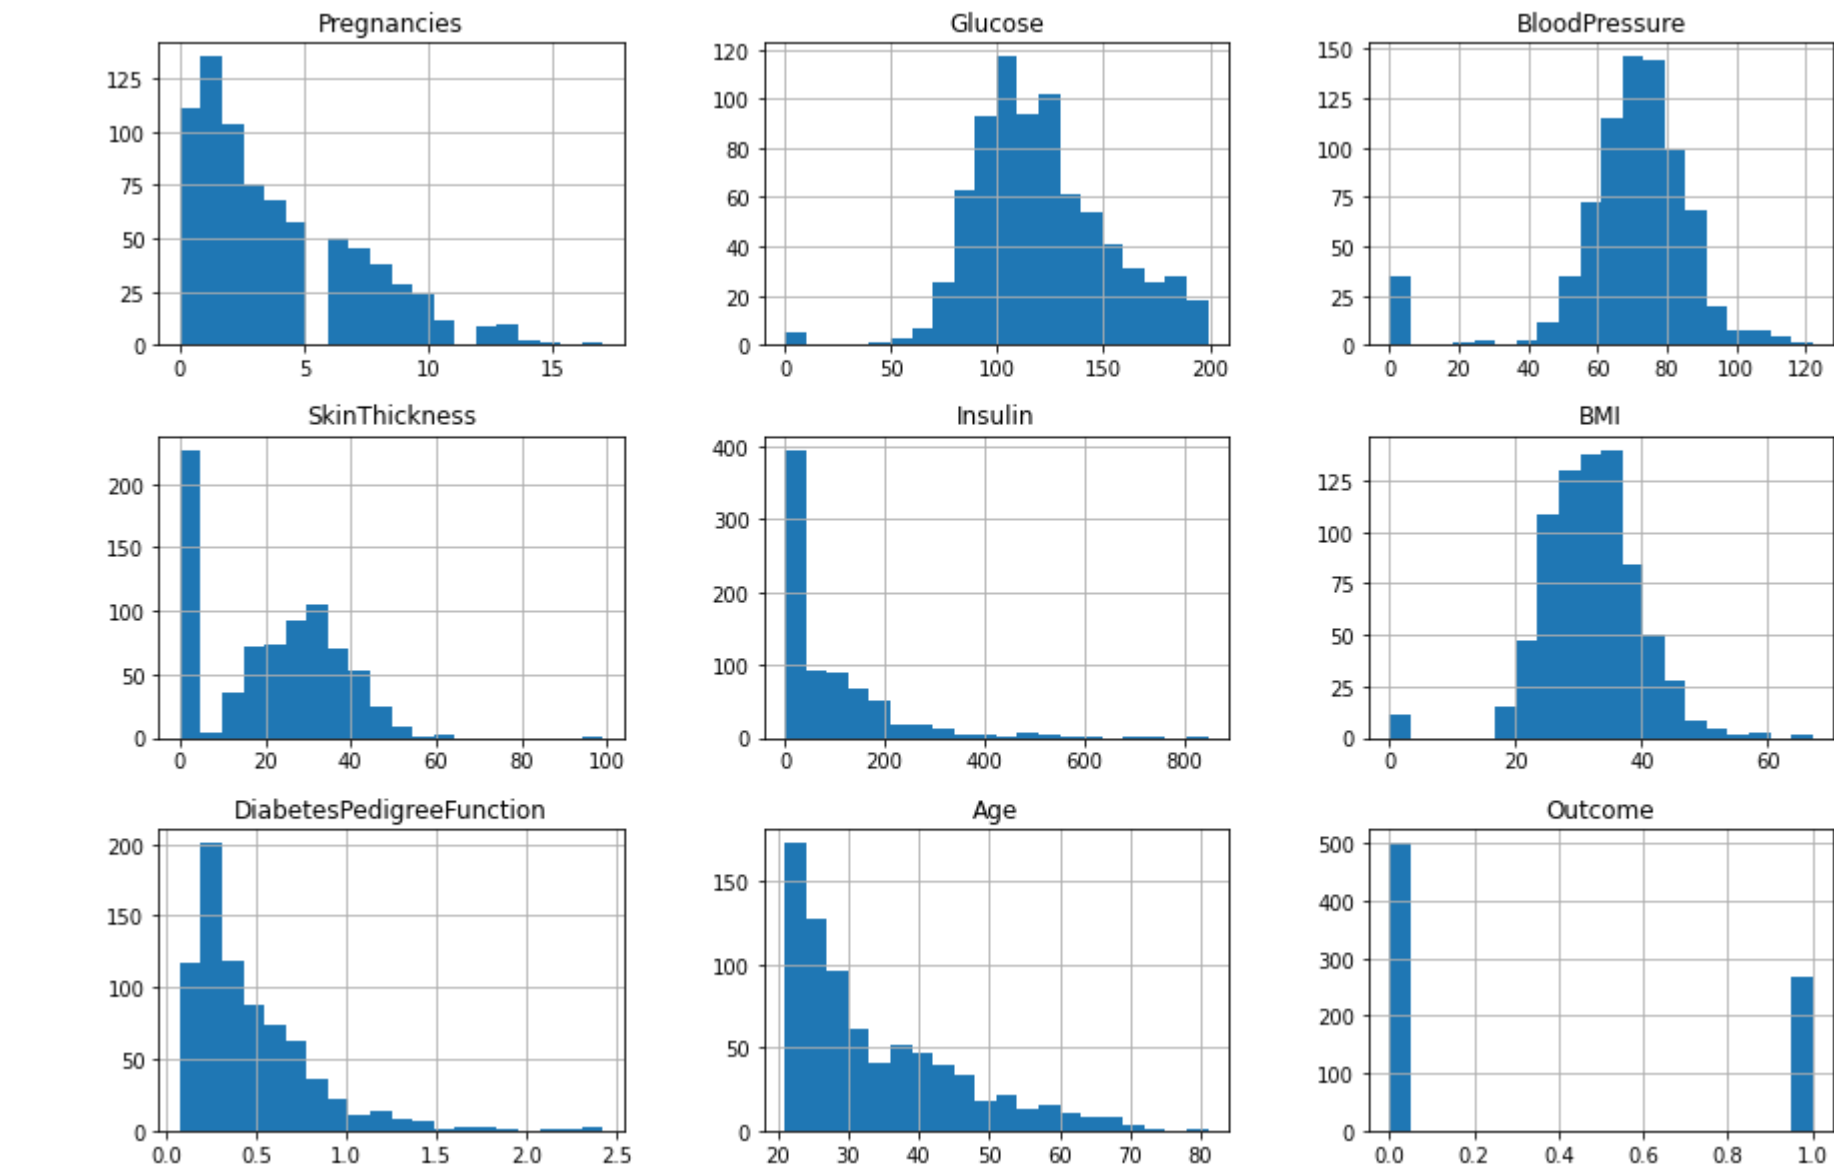 Pregnancies
125
100
75
50
25
0
0 5 10 15
Glucose
120
100
80
60
40
20
0
0 50 100 150 200
BloodPressure
150
125
100
75
50
25
0
0 20 40 60 80 100 120
SkinThickness
200
150
100
50
0
0 20 40 60 80 100
Insulin
400
300
200
100
0
0 200 400 600 800
BMI
125
100
75
50
25
0
0 20 40 60
DiabetesPedigreeFunction
200
150
100
50
0
0.0 0.5 1.0 1.5 2.0 2.5
Age
150
100
50
0
20 30 40 50 60 70 80
Outcome
500
400
300
200
100
0
0.0 0.2 0.4 0.6 0.8 1.0